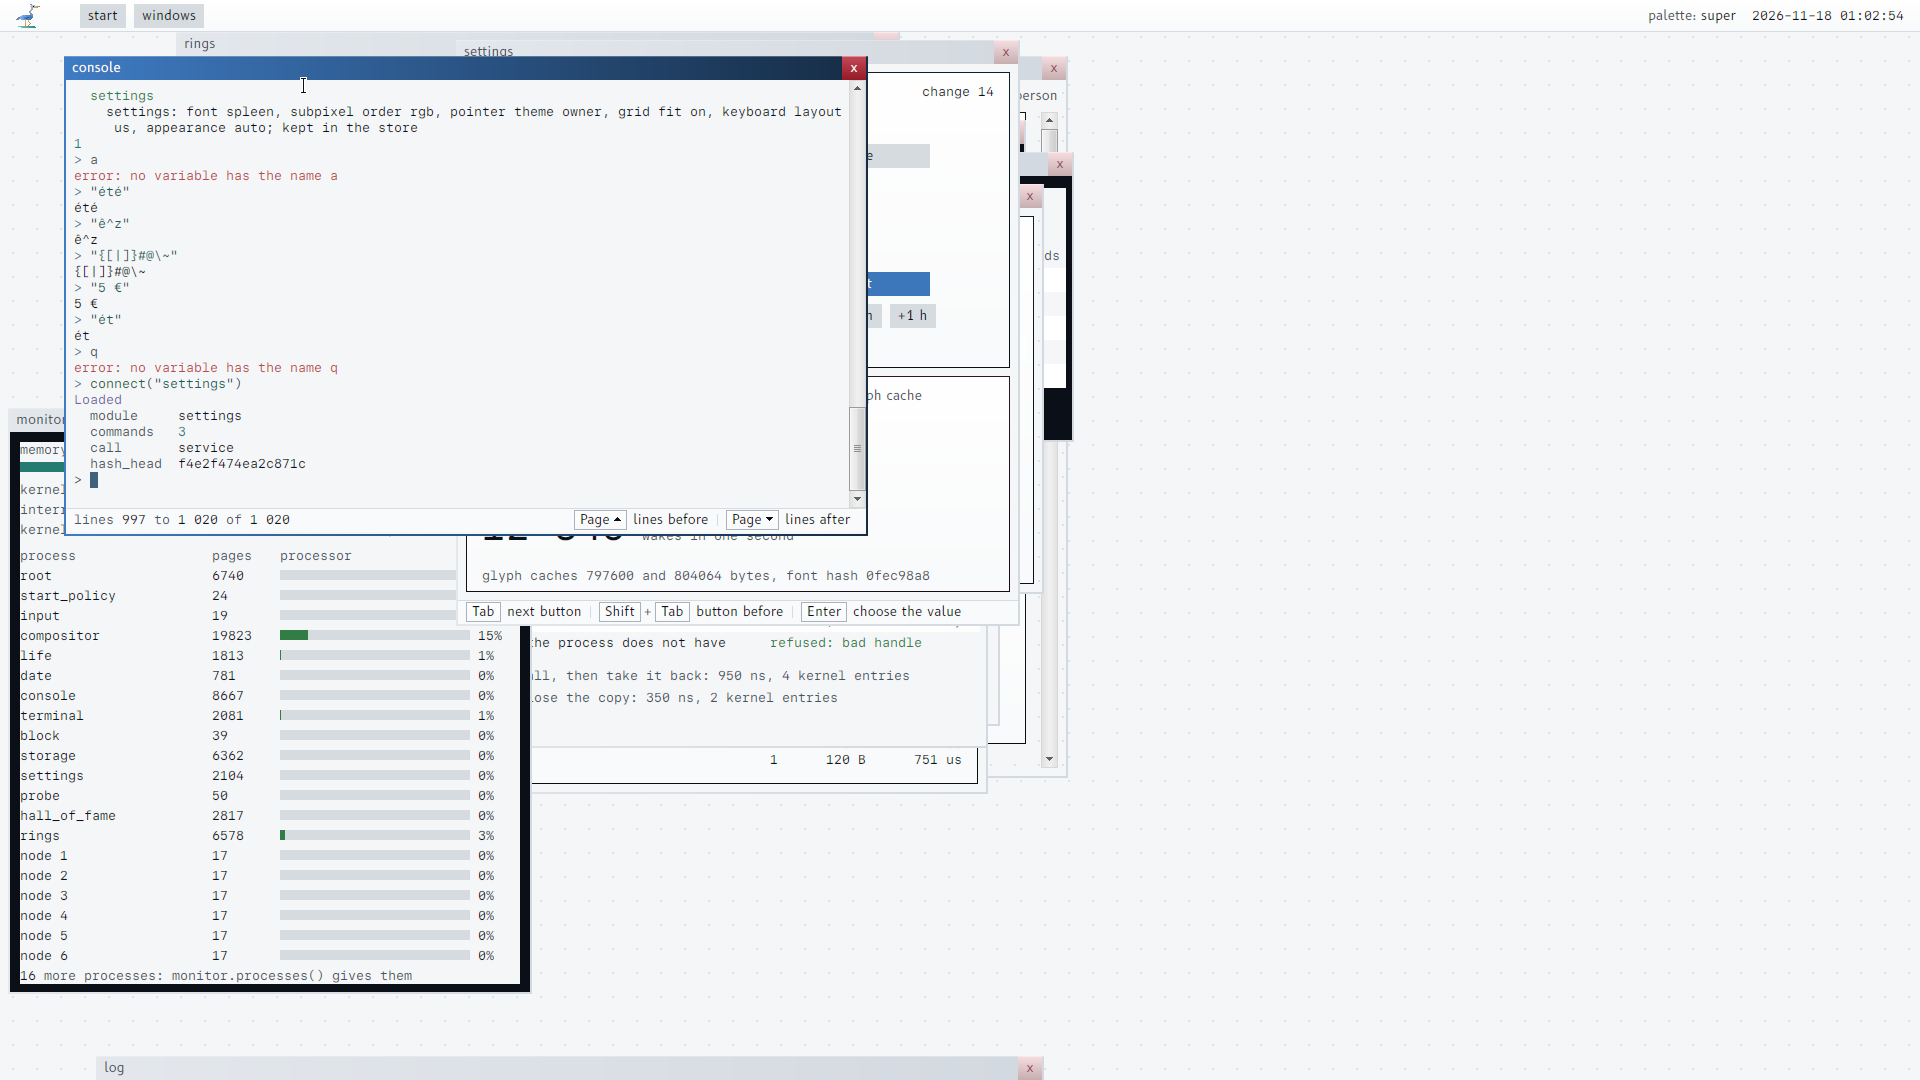 start windows palette: super 2026-11-18 01:02:54
rings
settings x
console x
x
settings
settings: font spleen, subpixel order rgb, pointer theme owner, grid fit on, keyboard layout
us, appearance auto; kept in the store
1
> a
error: no variable has the name a
> "été"
été
> "ê^z"
ê^z
> "{[|]}#@\~"
{[|]}#@\~
> "5 €"
5 €
> "ét"
ét
> q
error: no variable has the name q
> connect("settings")
Loaded
module settings
commands 3
call service
hash_head f4e2f474ea2c871c
>
lines 997 to 1 020 of 1 020 Page lines before Page lines after
change 14
erson
x
x
ds
+1 h
ph cache
wakes in one second
glyph caches 797600 and 804064 bytes, font hash 0fec98a8
Tab next button Shift + Tab button before Enter choose the value
the process does not have refused: bad handle
all, then take it back: 950 ns, 4 kernel entries
lose the copy: 350 ns, 2 kernel entries
1 120 B 751 us
monitor
memory
kernel
inter
kernel
process pages processor
root 6740
start_policy 24
input 19
compositor 19823 15%
life 1813 1%
date 781 0%
console 8667 0%
terminal 2081 1%
block 39 0%
storage 6362 0%
settings 2104 0%
probe 50 0%
hall_of_fame 2817 0%
rings 6578 3%
node 1 17 0%
node 2 17 0%
node 3 17 0%
node 4 17 0%
node 5 17 0%
node 6 17 0%
16 more processes: monitor.processes() gives them
log x